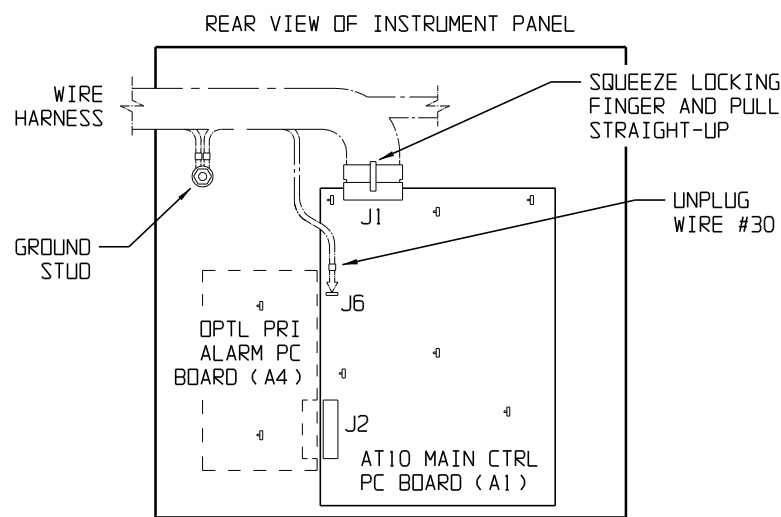 REAR VIEW OF INSTRUMENT PANEL
WIRE
HARNESS
SQUEEZE LOCKING
FINGER AND PULL
STRAIGHT-UP
J1
UNPLUG
WIRE #30
GROUND
STUD
J6
OPTL PRI
ALARM PC
BOARD (A4)
J2
AT10 MAIN CTRL
PC BOARD (A1)